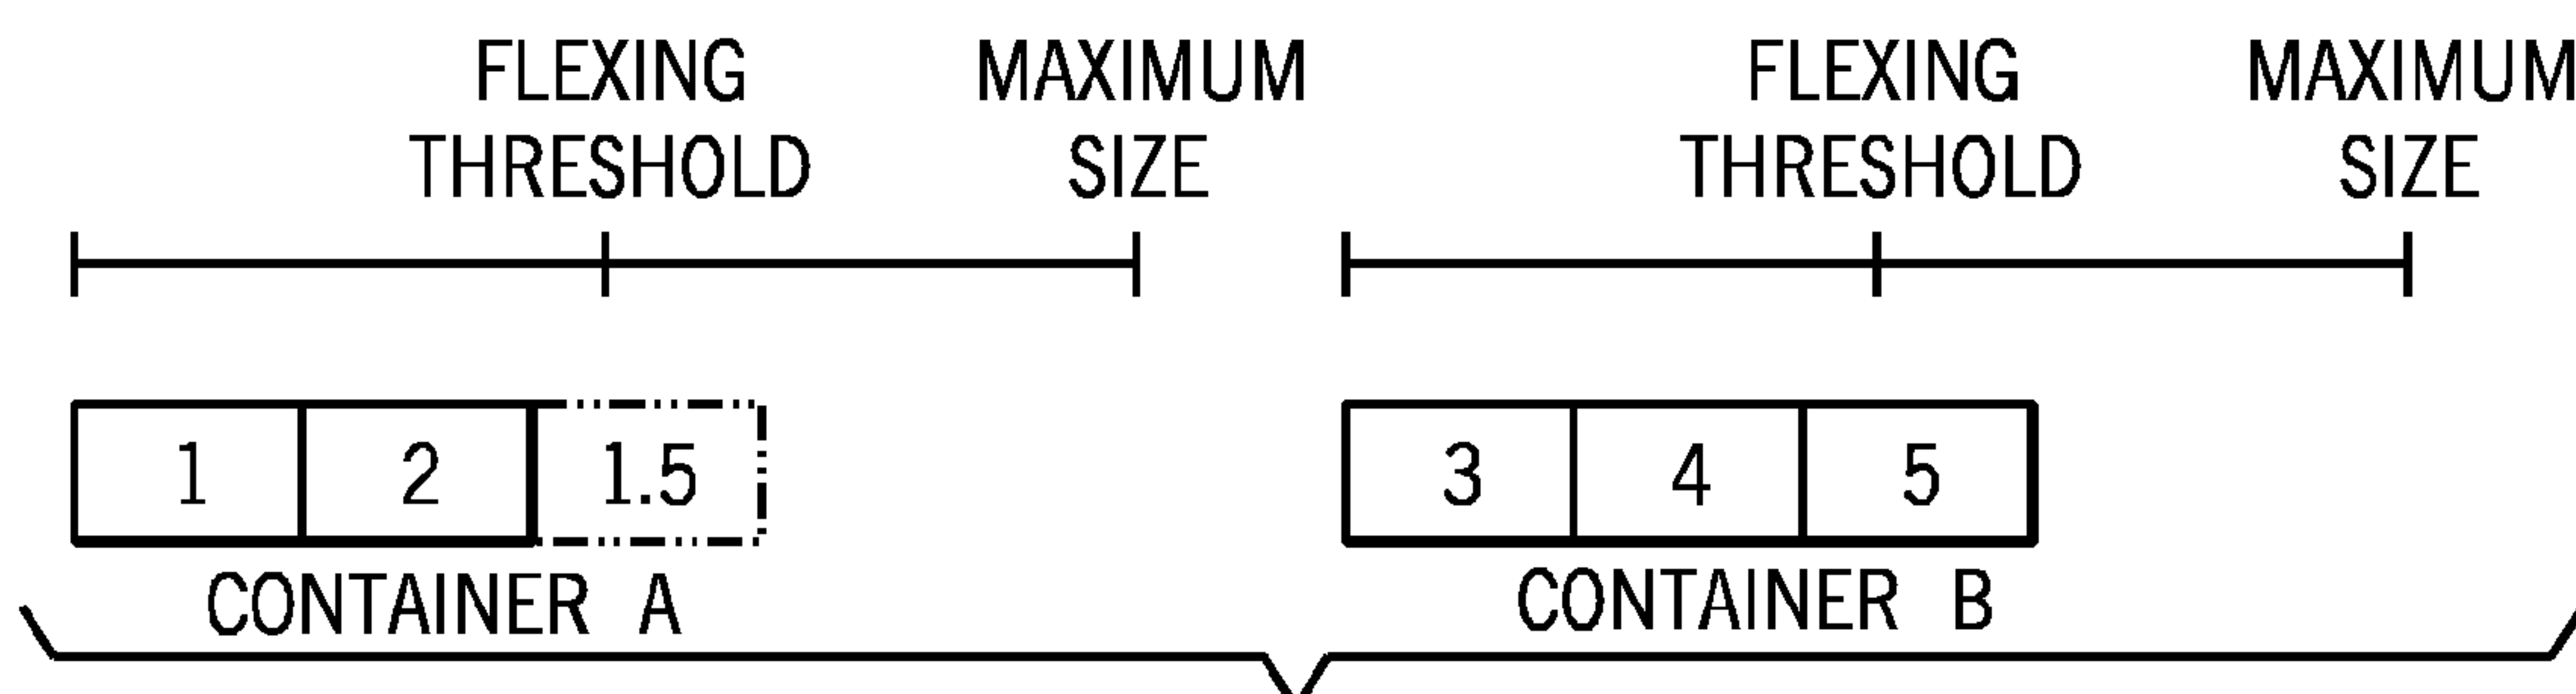 FLEXING MAXIMUM FLEXING MAXIMUM
THRESHOLD SIZE THRESHOLD SIZE
1 2 1.5 3 4 5
CONTAINER A CONTAINER B